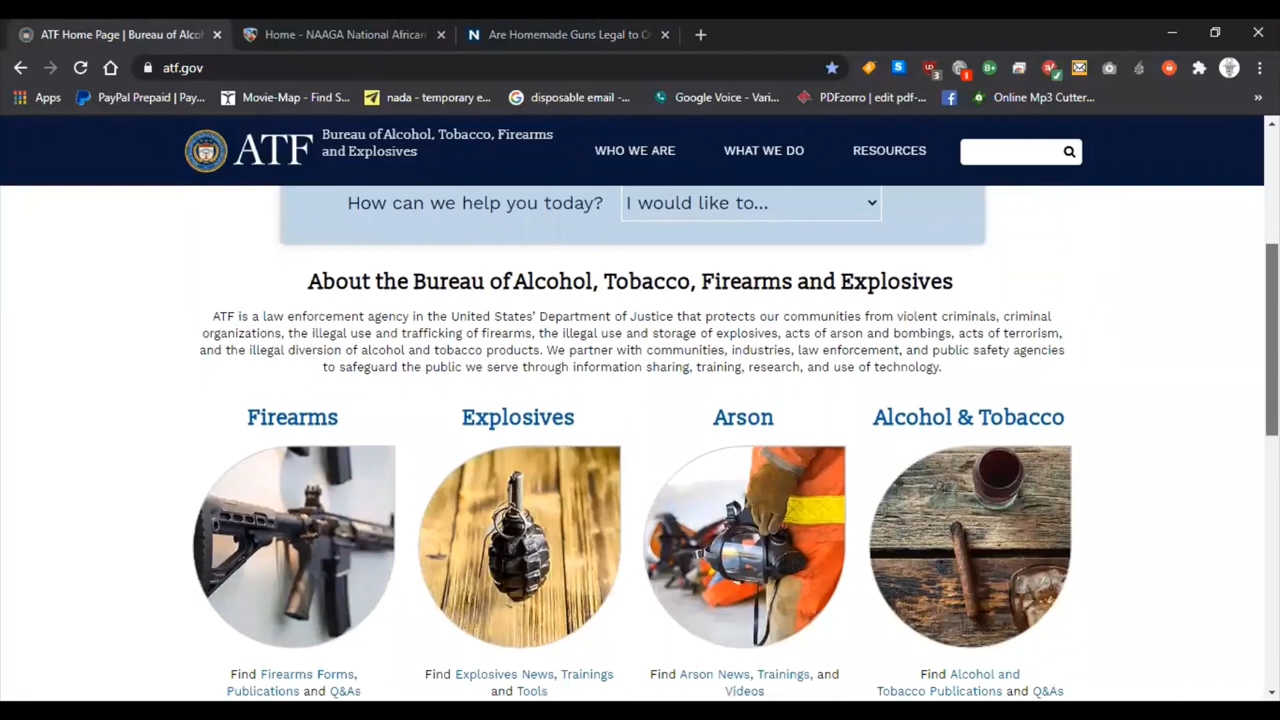 ATF Home Page | Bureau of Alcoh
Home - NAAGA National African
Are Homemade Guns Legal to O
atf.gov
3
1
Apps
PayPal Prepaid | Pay...
Movie-Map - Find S...
nada - temporary e...
disposable email -...
Google Voice - Vari...
PDFzorro | edit pdf-...
Online Mp3 Cutter...
ATF
Bureau of Alcohol, Tobacco, Firearms
and Explosives
WHO WE ARE
WHAT WE DO
RESOURCES
How can we help you today?
I would like to...
About the Bureau of Alcohol, Tobacco, Firearms and Explosives
ATF is a law enforcement agency in the United States' Department of Justice that protects our communities from violent criminals, criminal
organizations, the illegal use and trafficking of firearms, the illegal use and storage of explosives, acts of arson and bombings, acts of terrorism,
and the illegal diversion of alcohol and tobacco products. We partner with communities, industries, law enforcement, and public safety agencies
to safeguard the public we serve through information sharing, training, research, and use of technology.
Firearms
Explosives
Arson
Alcohol & Tobacco
Find Firearms Forms,
Publications and Q&As
Find Explosives News, Trainings
and Tools
Find Arson News, Trainings, and
Videos
Find Alcohol and
Tobacco Publications and Q&As